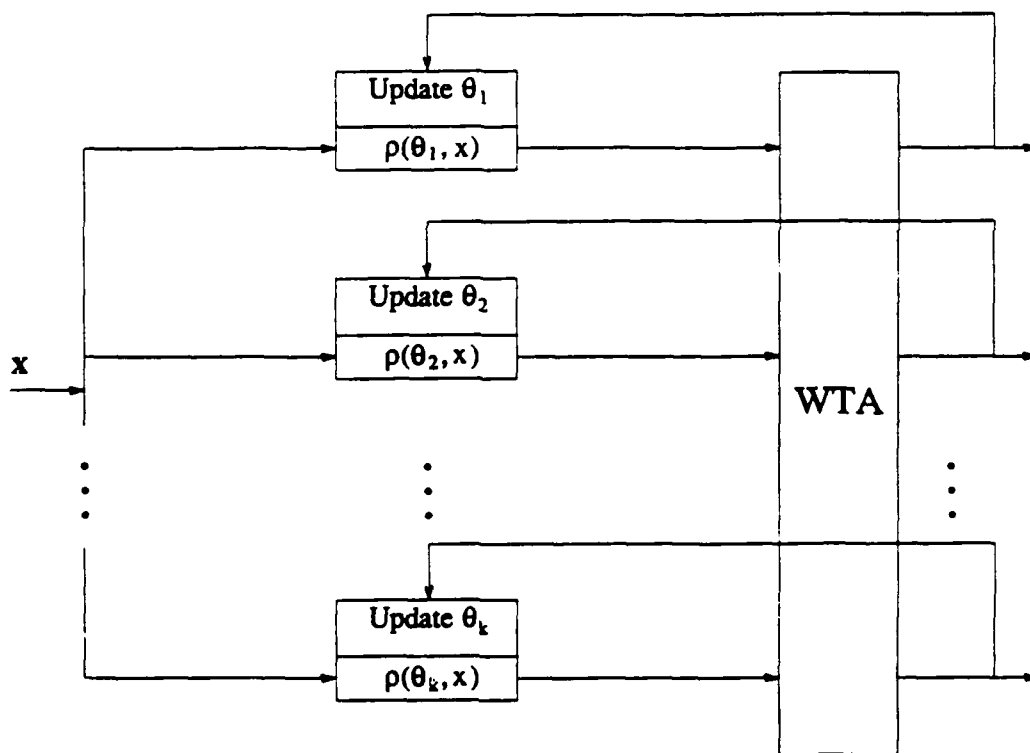 Update θ₁
ρ(θ₁, x)
Update θ₂
ρ(θ₂, x)
x
WTA
Update θₖ
ρ(θₖ, x)